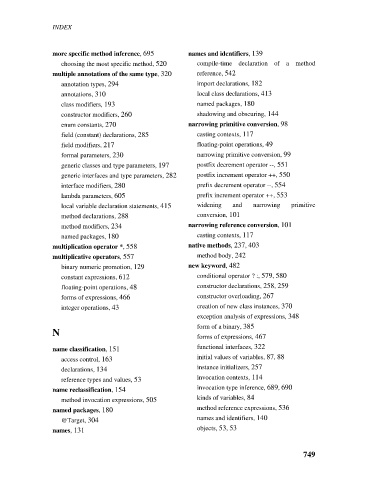 INDEX
more specific method inference, 695
choosing the most specific method, 520
multiple annotations of the same type, 320
annotation types, 294
annotations, 310
class modifiers, 193
constructor modifiers, 260
enum constants, 270
field (constant) declarations, 285
field modifiers, 217
formal parameters, 230
generic classes and type parameters, 197
generic interfaces and type parameters, 282
interface modifiers, 280
lambda parameters, 605
local variable declaration statements, 415
method declarations, 288
method modifiers, 234
named packages, 180
multiplication operator *, 558
multiplicative operators, 557
binary numeric promotion, 129
constant expressions, 612
floating-point operations, 48
forms of expressions, 466
integer operations, 43
N
name classification, 151
access control, 163
declarations, 134
reference types and values, 53
name reclassification, 154
method invocation expressions, 505
named packages, 180
@Target, 304
names, 131
names and identifiers, 139
compile-time declaration of a method
reference, 542
import declarations, 182
local class declarations, 413
named packages, 180
shadowing and obscuring, 144
narrowing primitive conversion, 98
casting contexts, 117
floating-point operations, 49
narrowing primitive conversion, 99
postfix decrement operator --, 551
postfix increment operator ++, 550
prefix decrement operator --, 554
prefix increment operator ++, 553
widening and narrowing primitive
conversion, 101
narrowing reference conversion, 101
casting contexts, 117
native methods, 237, 403
method body, 242
new keyword, 482
conditional operator ? :, 579, 580
constructor declarations, 258, 259
constructor overloading, 267
creation of new class instances, 370
exception analysis of expressions, 348
form of a binary, 385
forms of expressions, 467
functional interfaces, 322
initial values of variables, 87, 88
instance initializers, 257
invocation contexts, 114
invocation type inference, 689, 690
kinds of variables, 84
method reference expressions, 536
names and identifiers, 140
objects, 53, 53
749